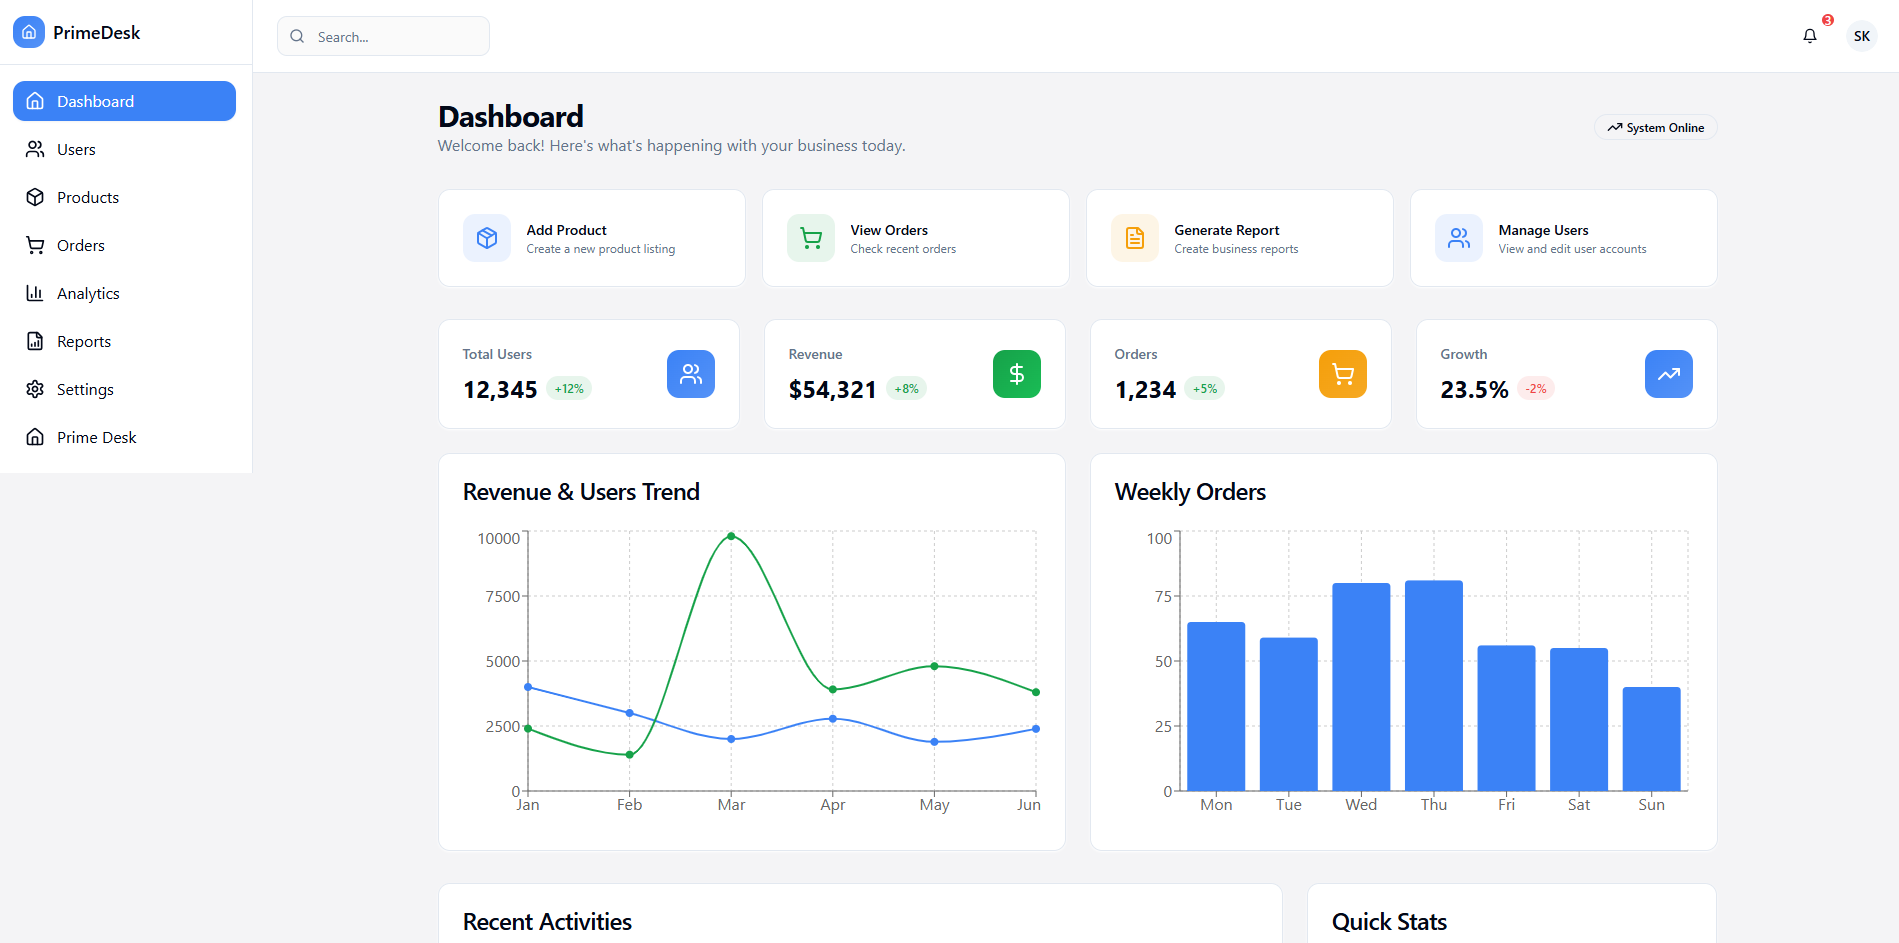 PrimeDesk
Search...
3
SK
Dashboard
Users
Products
Orders
Analytics
Reports
Settings
Prime Desk
Dashboard
Welcome back! Here's what's happening with your business today.
System Online
Add Product
Create a new product listing
View Orders
Check recent orders
Generate Report
Create business reports
Manage Users
View and edit user accounts
Total Users
12,345 +12%
Revenue
$54,321 +8%
Orders
1,234 +5%
Growth
23.5% -2%
Revenue & Users Trend
10000
7500
5000
2500
0
Jan Feb Mar Apr May Jun
Weekly Orders
100
75
50
25
0
Mon Tue Wed Thu Fri Sat Sun
Recent Activities
Quick Stats